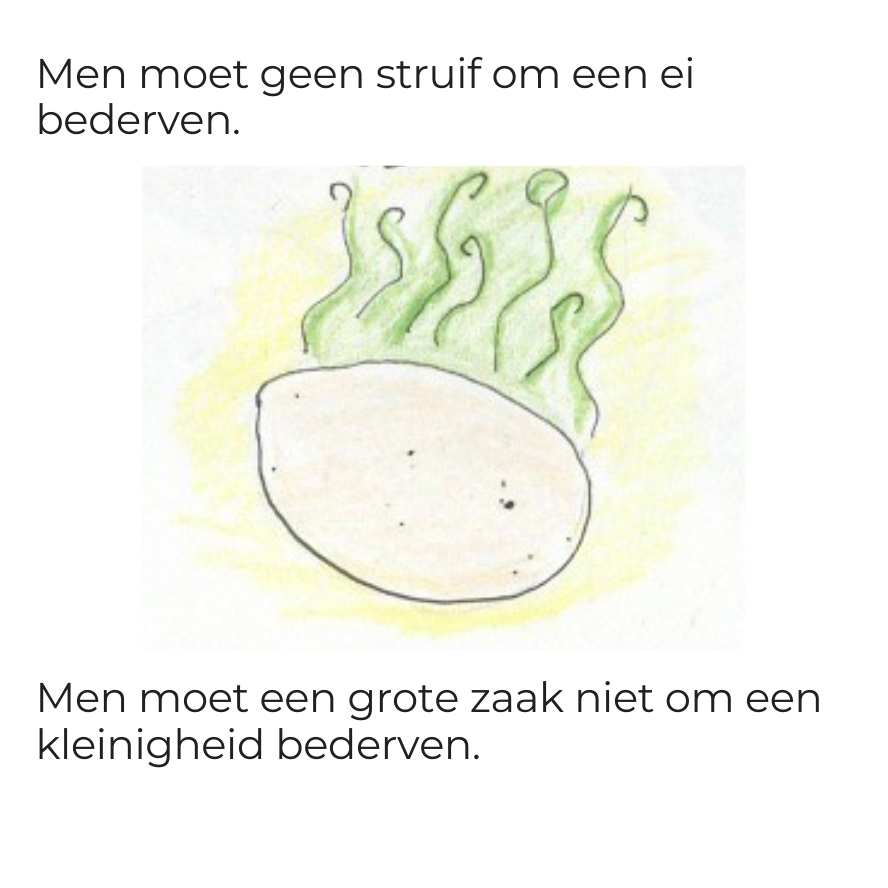 Men moet geen struif om een ei
bederven.
Men moet een grote zaak niet om een
kleinigheid bederven.